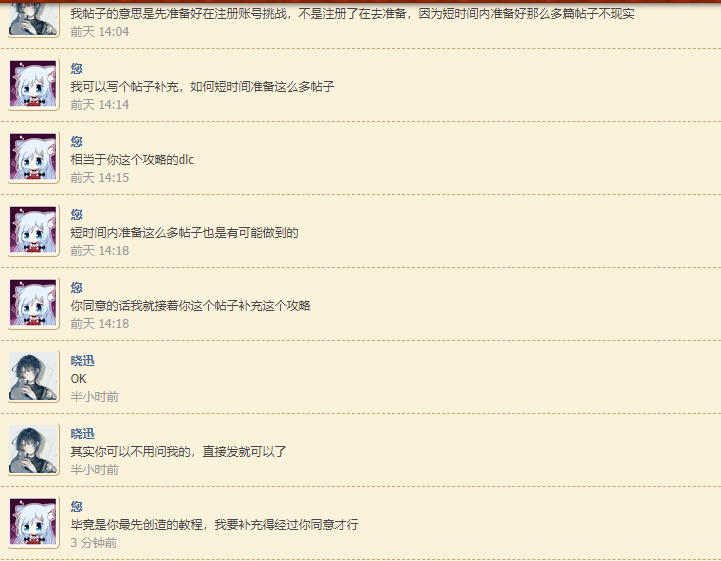 我帖子的意思是先准备好在注册账号挑战，不是注册了在去准备，因为短时间内准备好那么多篇帖子不现实
前天 14:04
您
我可以写个帖子补充，如何短时间准备这么多帖子
前天 14:14
您
相当于你这个攻略的dlc
前天 14:15
您
短时间内准备这么多帖子也是有可能做到的
前天 14:18
您
你同意的话我就接着你这个帖子补充这个攻略
前天 14:18
晓迅
OK
半小时前
晓迅
其实你可以不用问我的，直接发就可以了
半小时前
您
毕竟是你最先创造的教程，我要补充得经过你同意才行
3 分钟前